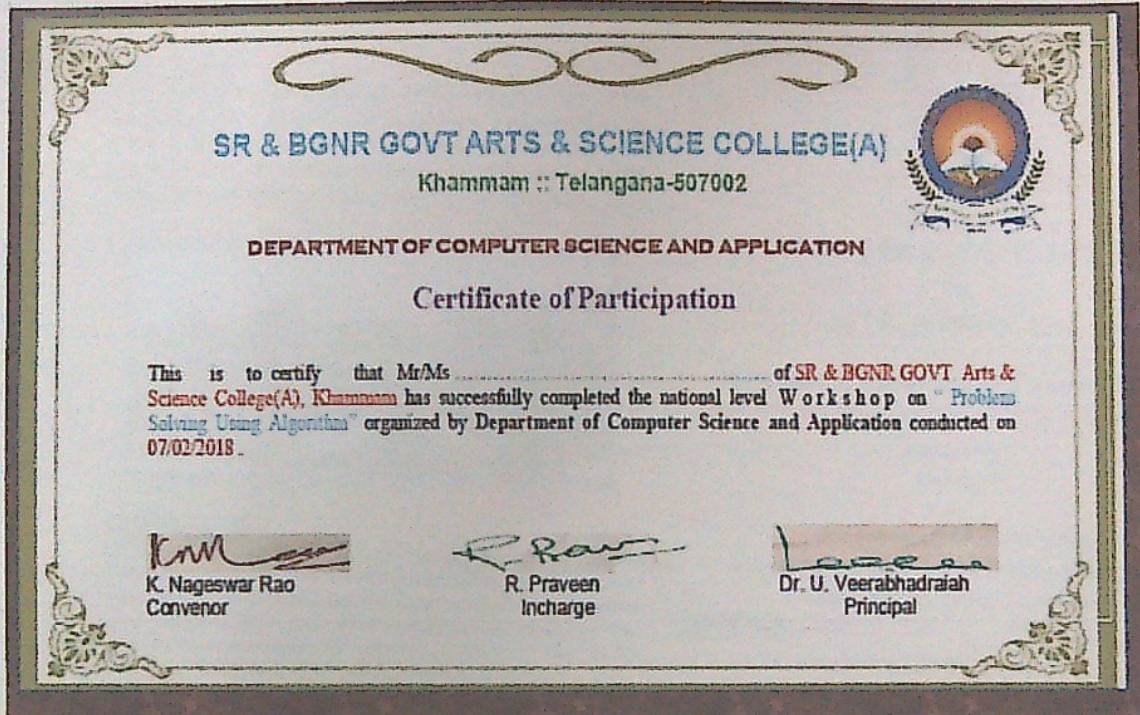 SR & BGNR GOVT ARTS & SCIENCE COLLEGE(A)
Khammam :: Telangana-507002
DEPARTMENT OF COMPUTER SCIENCE AND APPLICATION
Certificate of Participation
This is to certify that Mr/Ms ........................................ of SR & BGNR GOVT Arts &
Science College(A), Khammam has successfully completed the national level Workshop on " Problem
Solving Using Algorithm" organized by Department of Computer Science and Application conducted on
07/02/2018 .
K. Nageswar Rao
Convenor
R. Praveen
Incharge
Dr. U. Veerabhadraiah
Principal